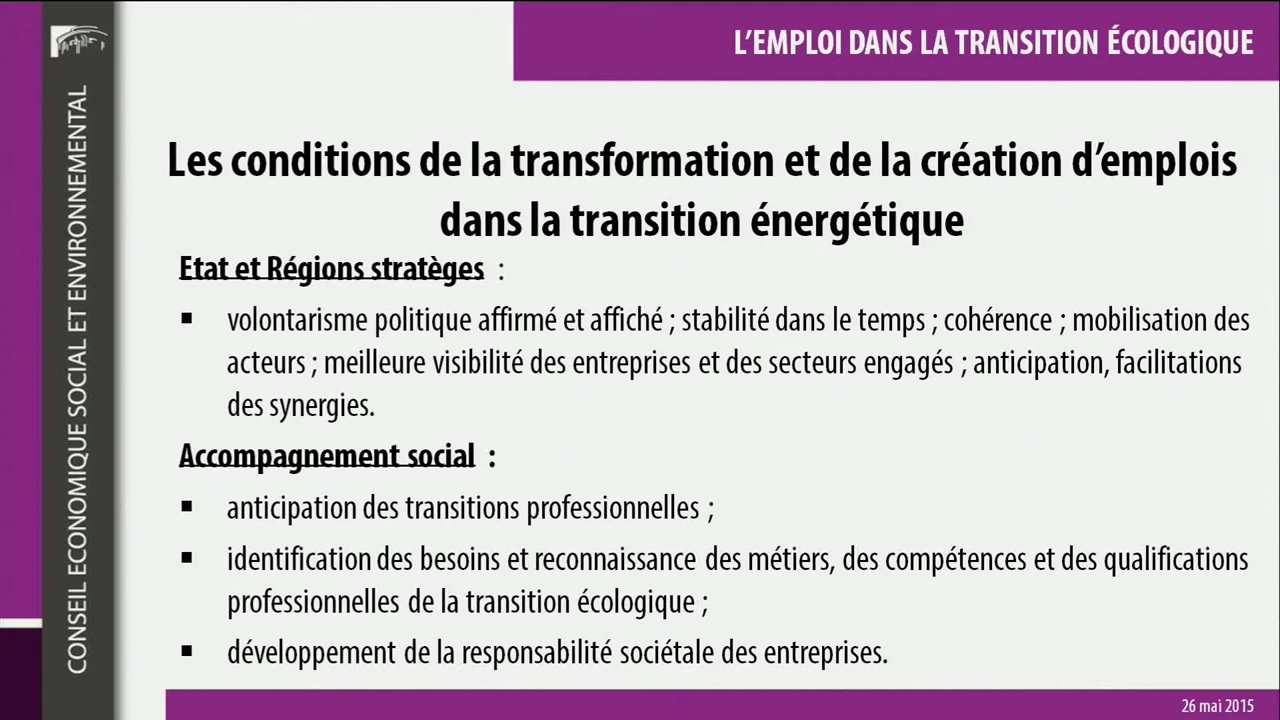 L'EMPLOI DANS LA TRANSITION ÉCOLOGIQUE
CONSEIL ECONOMIQUE SOCIAL ET ENVIRONNEMENTAL
Les conditions de la transformation et de la création d'emplois
dans la transition énergétique
Etat et Régions stratèges :
▪ volontarisme politique affirmé et affiché ; stabilité dans le temps ; cohérence ; mobilisation des
acteurs ; meilleure visibilité des entreprises et des secteurs engagés ; anticipation, facilitations
des synergies.
Accompagnement social :
▪ anticipation des transitions professionnelles ;
▪ identification des besoins et reconnaissance des métiers, des compétences et des qualifications
professionnelles de la transition écologique ;
▪ développement de la responsabilité sociétale des entreprises.
26 mai 2015